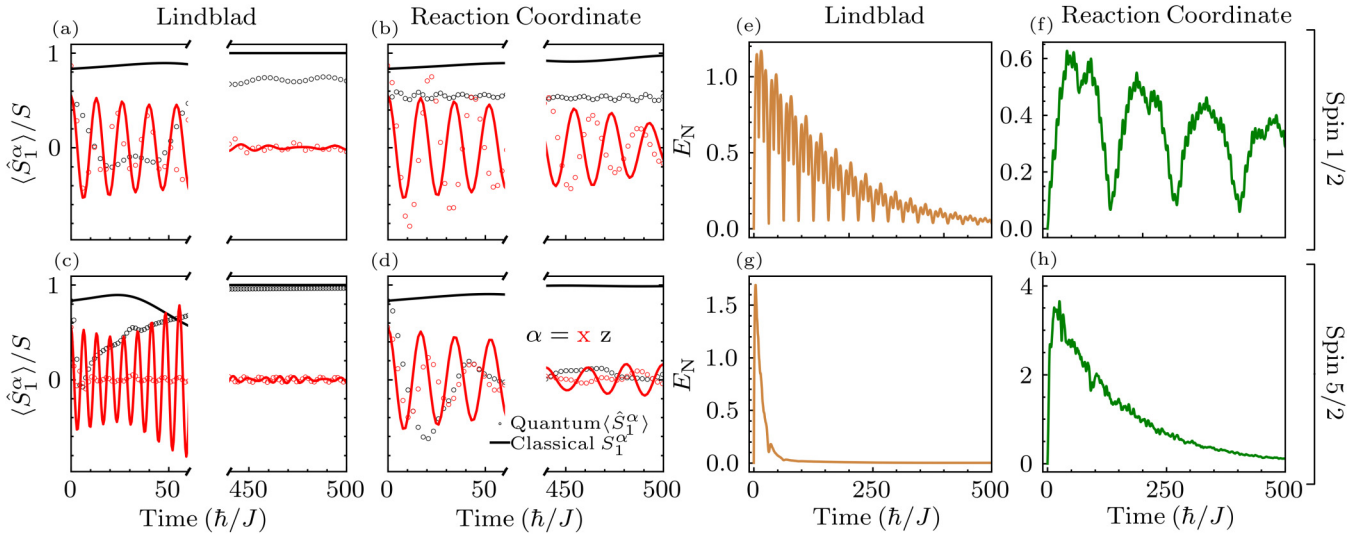 Lindblad
Reaction Coordinate
Lindblad
Reaction Coordinate
(a)
(b)
(e)
(f)
⟨Ŝ₁^α⟩/S
1
0
E_N
1.0
0.5
0.0
0.6
0.4
0.2
0.0
Spin 1/2
(c)
(d)
(g)
(h)
⟨Ŝ₁^α⟩/S
1
0
α = x z
Quantum⟨Ŝ₁^α⟩
Classical S₁^α
E_N
1.5
1.0
0.5
0.0
4
2
0
Spin 5/2
0 50 440 500
0 50 440 500
0 250 500
0 250 500
Time (ħ/J)
Time (ħ/J)
Time (ħ/J)
Time (ħ/J)